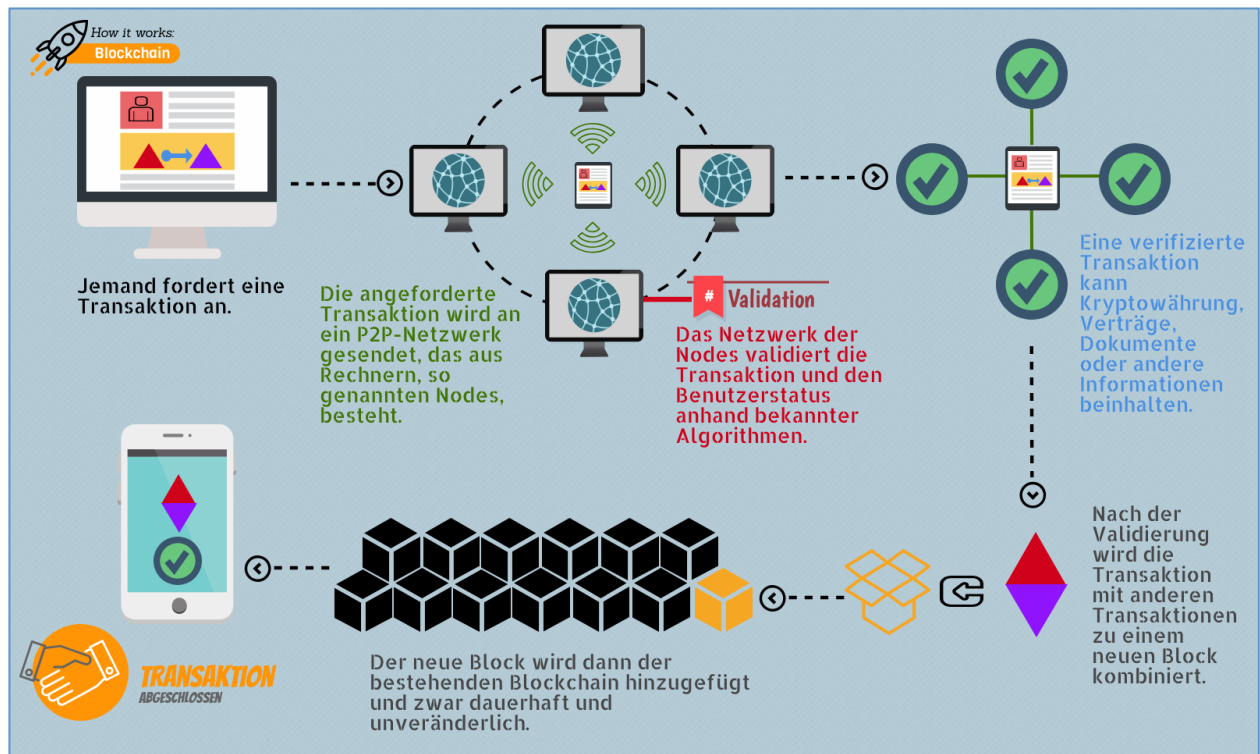 How it works:
Blockchain
Jemand fordert eine
Transaktion an.
Die angeforderte
Transaktion wird an
ein P2P-Netzwerk
gesendet, das aus
Rechnern, so
genannten Nodes,
besteht.
# Validation
Das Netzwerk der
Nodes validiert die
Transaktion und den
Benutzerstatus
anhand bekannter
Algorithmen.
Eine verifizierte
Transaktion
kann
Kryptowährung,
Verträge,
Dokumente
oder andere
Informationen
beinhalten.
Nach der
Validierung
wird die
Transaktion
mit anderen
Transaktionen
zu einem
neuen Block
kombiniert.
Der neue Block wird dann der
bestehenden Blockchain hinzugefügt
und zwar dauerhaft und
unveränderlich.
TRANSAKTION
ABGESCHLOSSEN